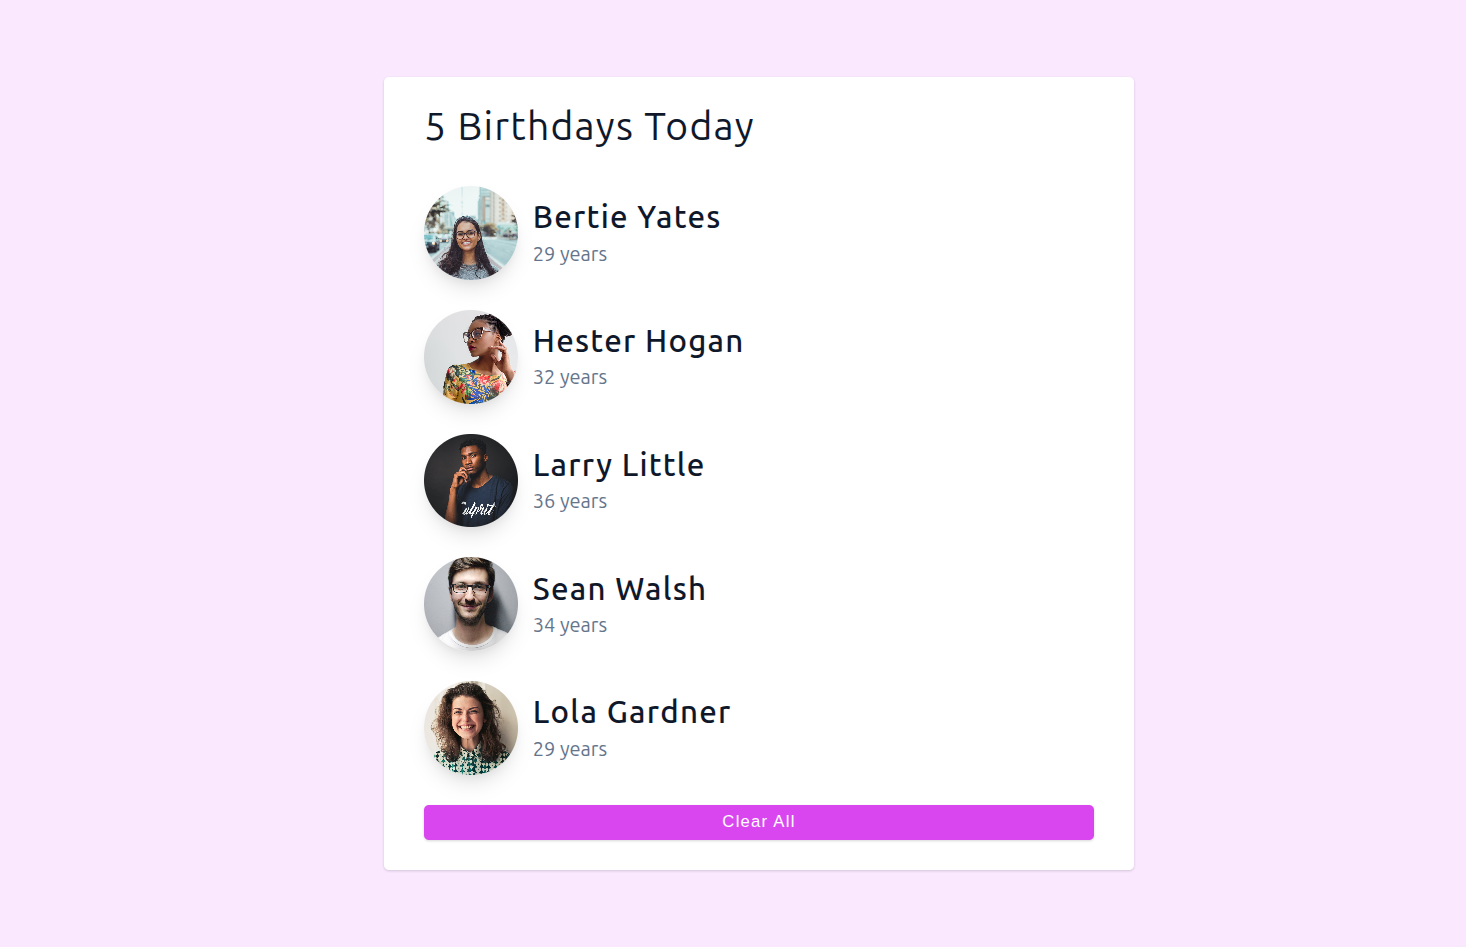 5 Birthdays Today
Bertie Yates
29 years
Hester Hogan
32 years
Larry Little
36 years
Sean Walsh
34 years
Lola Gardner
29 years
Clear All